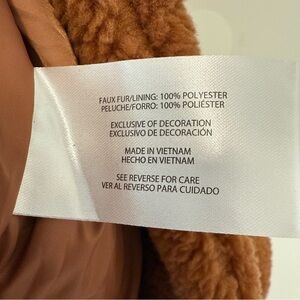 FAUX FUR/LINING: 100% POLYESTER
PELUCHE/FORRO: 100% POLIÉSTER
EXCLUSIVE OF DECORATION
EXCLUSIVO DE DECORACIÓN
MADE IN VIETNAM
HECHO EN VIETNAM
SEE REVERSE FOR CARE
VER AL REVERSO PARA CUIDADO